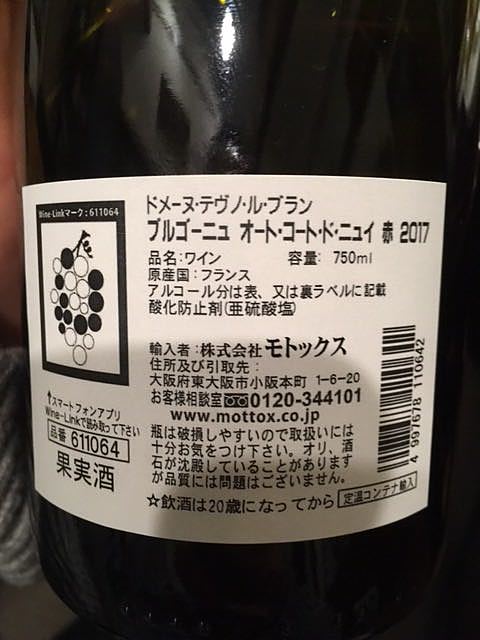 Wine-Linkマーク:611064
ドメーヌ・テヴノ・ル・ブラン
ブルゴーニュ オート・コート・ド・ニュイ 赤 2017
品名:ワイン 容量: 750ml
原産国:フランス
アルコール分は表、又は裏ラベルに記載
酸化防止剤(亜硫酸塩)
輸入者:株式会社 モトックス
住所及び引取先:
大阪府東大阪市小阪本町 1-6-20
お客様相談室 0120-344101
www.mottox.co.jp
瓶は破損しやすいので取扱いには
十分お気をつけ下さい。オリ、酒
石が沈殿していることがあります
が品質には問題はございません。
☆飲酒は20歳になってから 定温コンテナ輸入
↑スマートフォンアプリ
Wine-Linkで読み取って下さい
品番 611064
果実酒
4 997678 110642